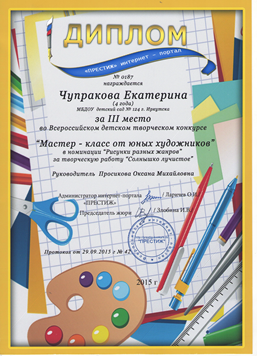 ДИПЛОМ
«ПРЕСТИЖ» интернет - портал
№ 0187
награждается
Чупракова Екатерина
(4 года)
МБДОУ детский сад № 124 г. Иркутска
за III место
во Всероссийском детском творческом конкурсе
"Мастер - класс от юных художников"
в номинации "Рисунки разных жанров"
за творческую работу "Солнышко лучистое"
Руководитель Просикова Оксана Михайловна
Администратор интернет-портала
«ПРЕСТИЖ»
Председатель жюри Злобина И.В.
"ПРЕСТИЖ"
Протокол от 29.09.2015 г № 42
2015 г